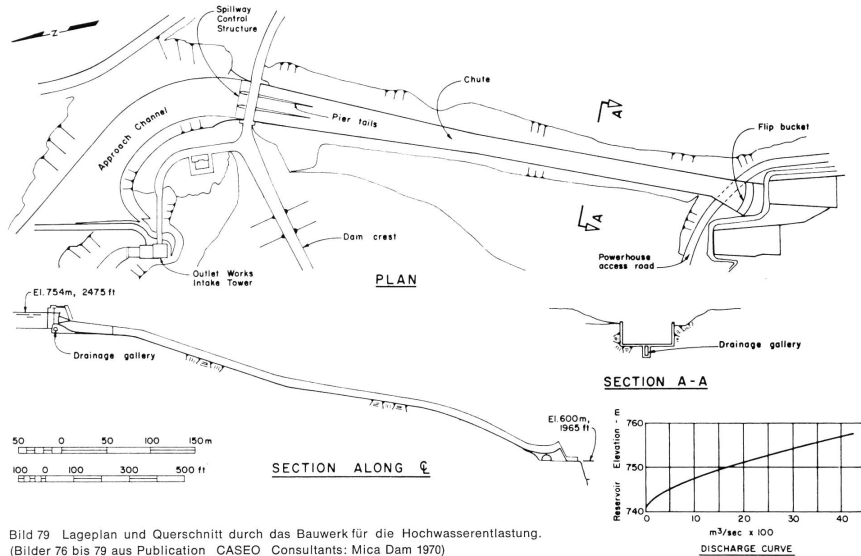 Spillway
Control
Structure
N
Approach Channel
Pier tails
Chute
A
Flip bucket
A
Dam crest
Powerhouse
access road
Outlet Works
Intake Tower
PLAN
El. 754m, 2475 ft
Drainage gallery
Drainage gallery
SECTION A-A
El. 600m,
1965 ft
50 0 50 100 150 m
100 0 100 300 500 ft
SECTION ALONG ℄
Reservoir Elevation - m
760
750
740
0 10 20 30 40
m³/sec x 100
DISCHARGE CURVE
Bild 79 Lageplan und Querschnitt durch das Bauwerk für die Hochwasserentlastung.
(Bilder 76 bis 79 aus Publication CASEO Consultants: Mica Dam 1970)